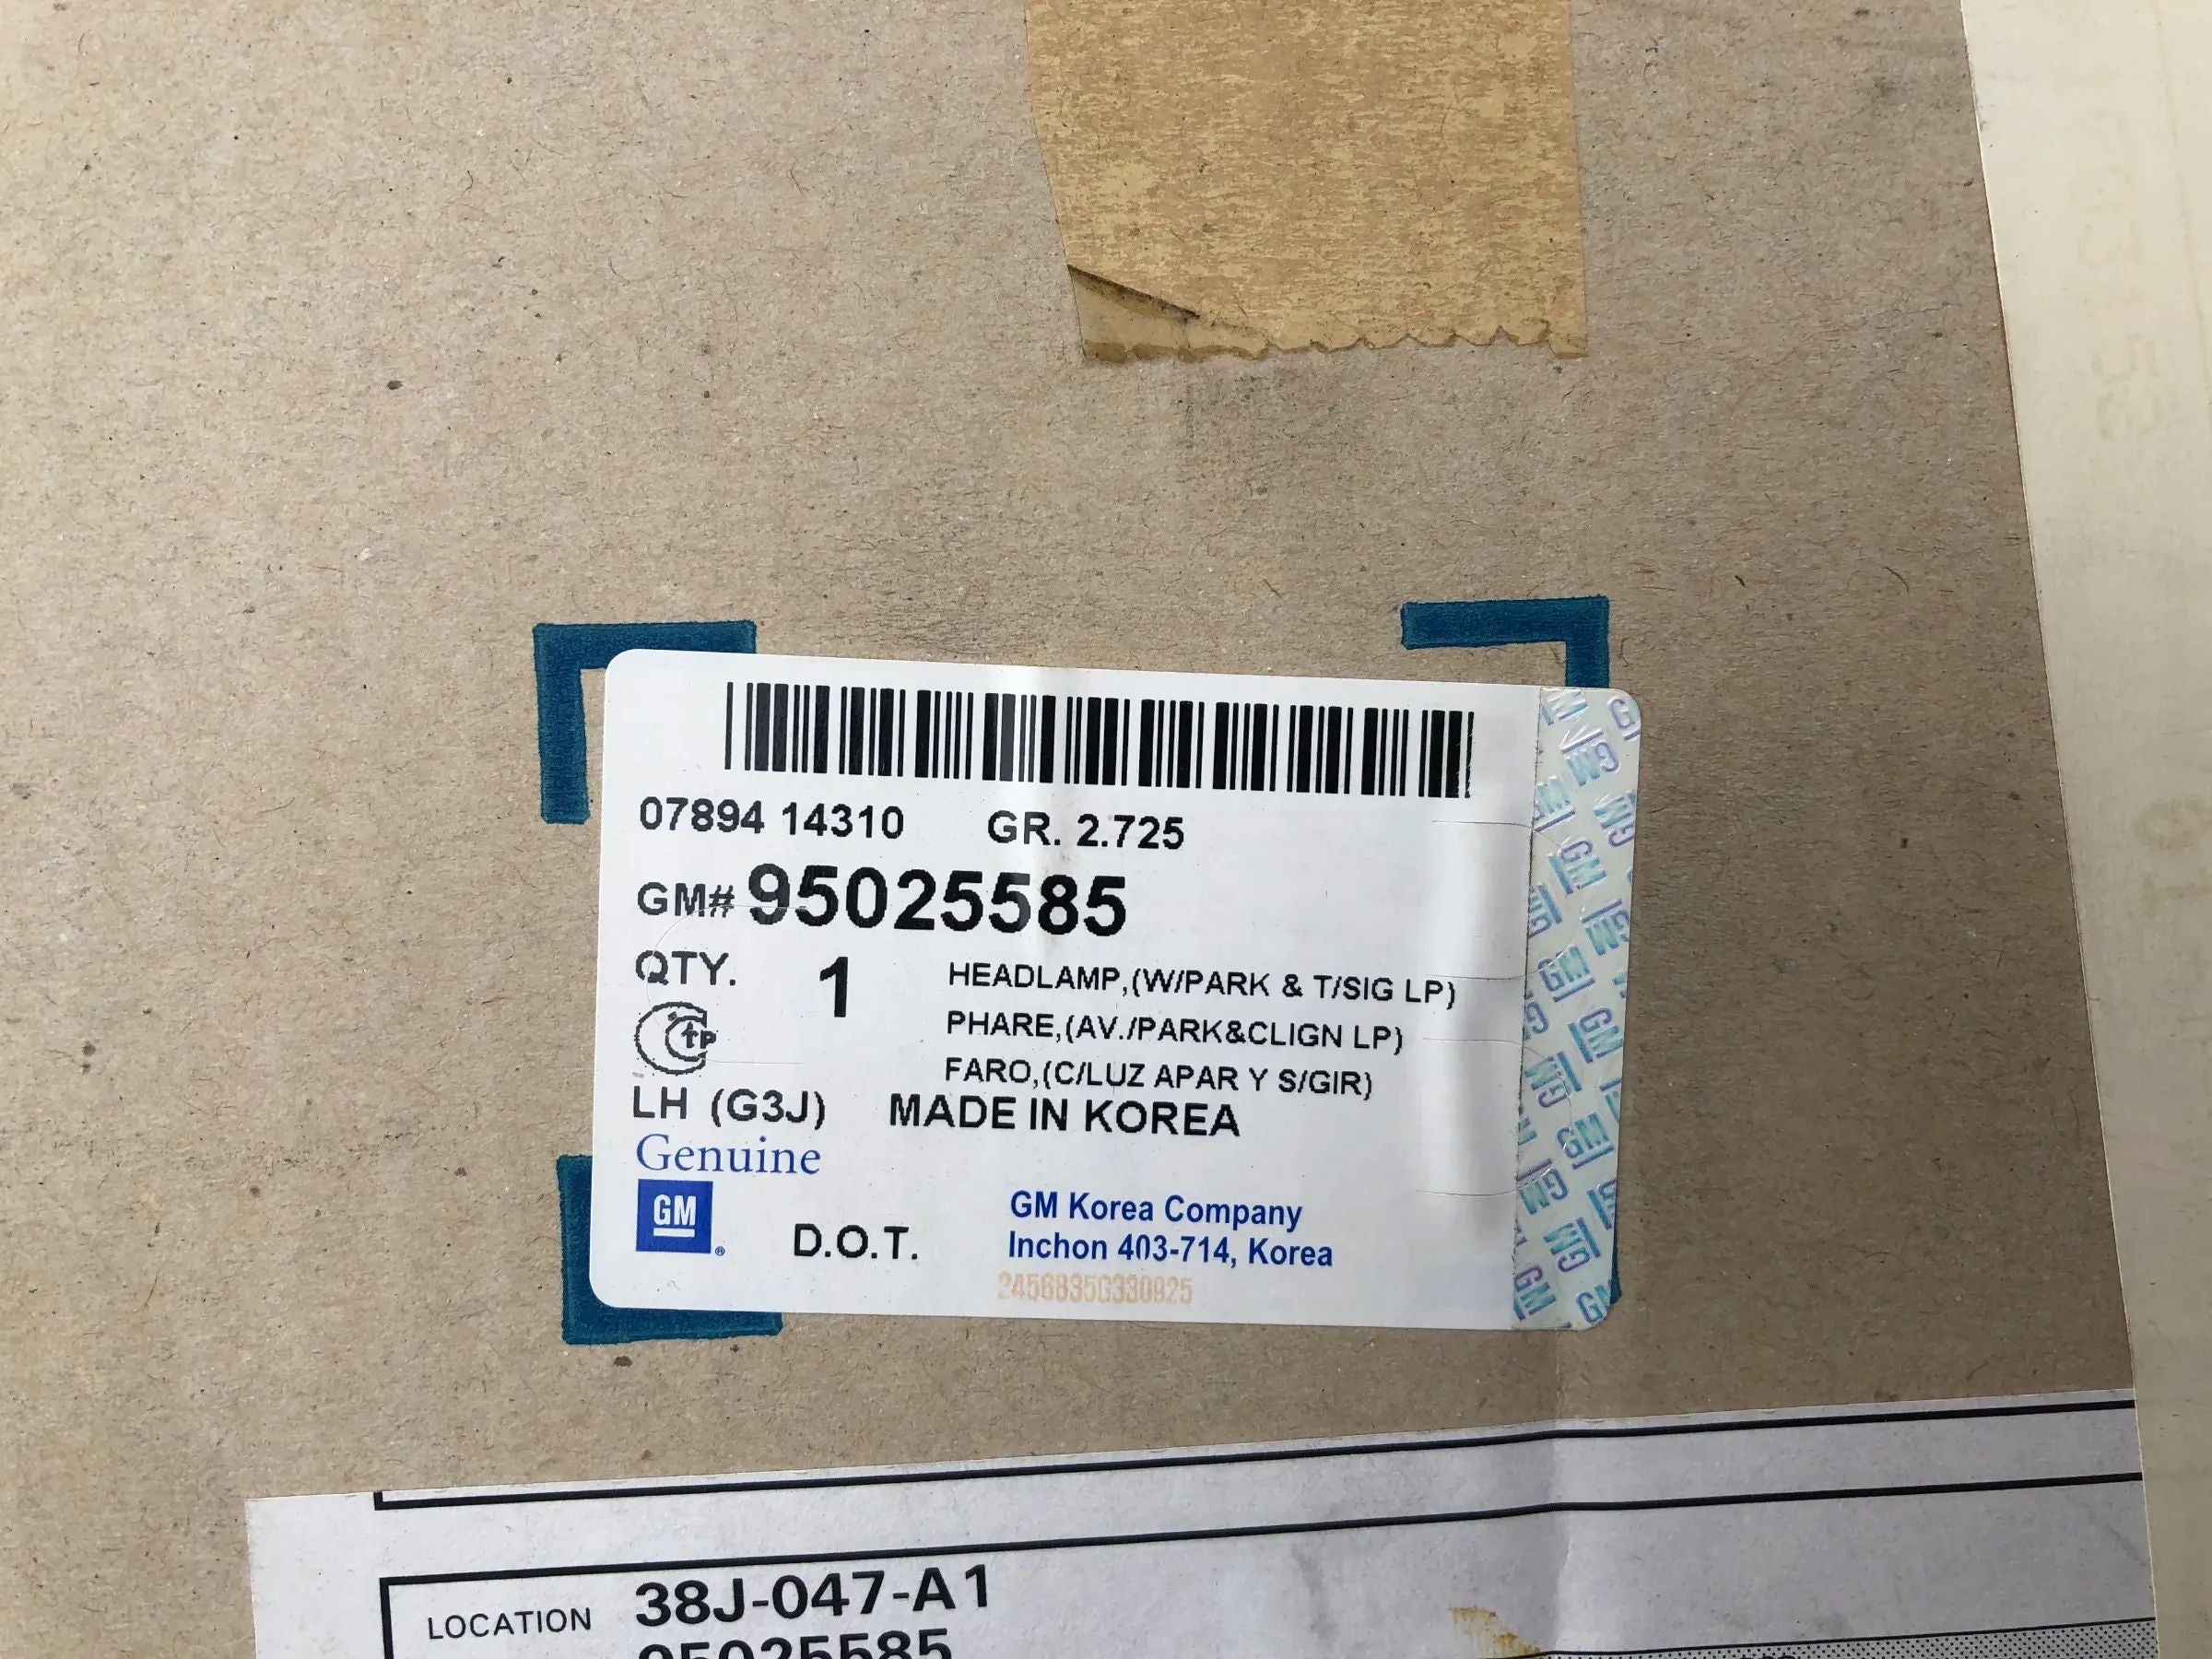 07894 14310 GR. 2.725
GM# 95025585
QTY. 1 HEADLAMP,(W/PARK & T/SIG LP)
PHARE,(AV./PARK&CLIGN LP)
FARO,(C/LUZ APAR Y S/GIR)
LH (G3J) MADE IN KOREA
Genuine
GM
D.O.T.
GM Korea Company
Inchon 403-714, Korea
LOCATION 38J-047-A1
95025585